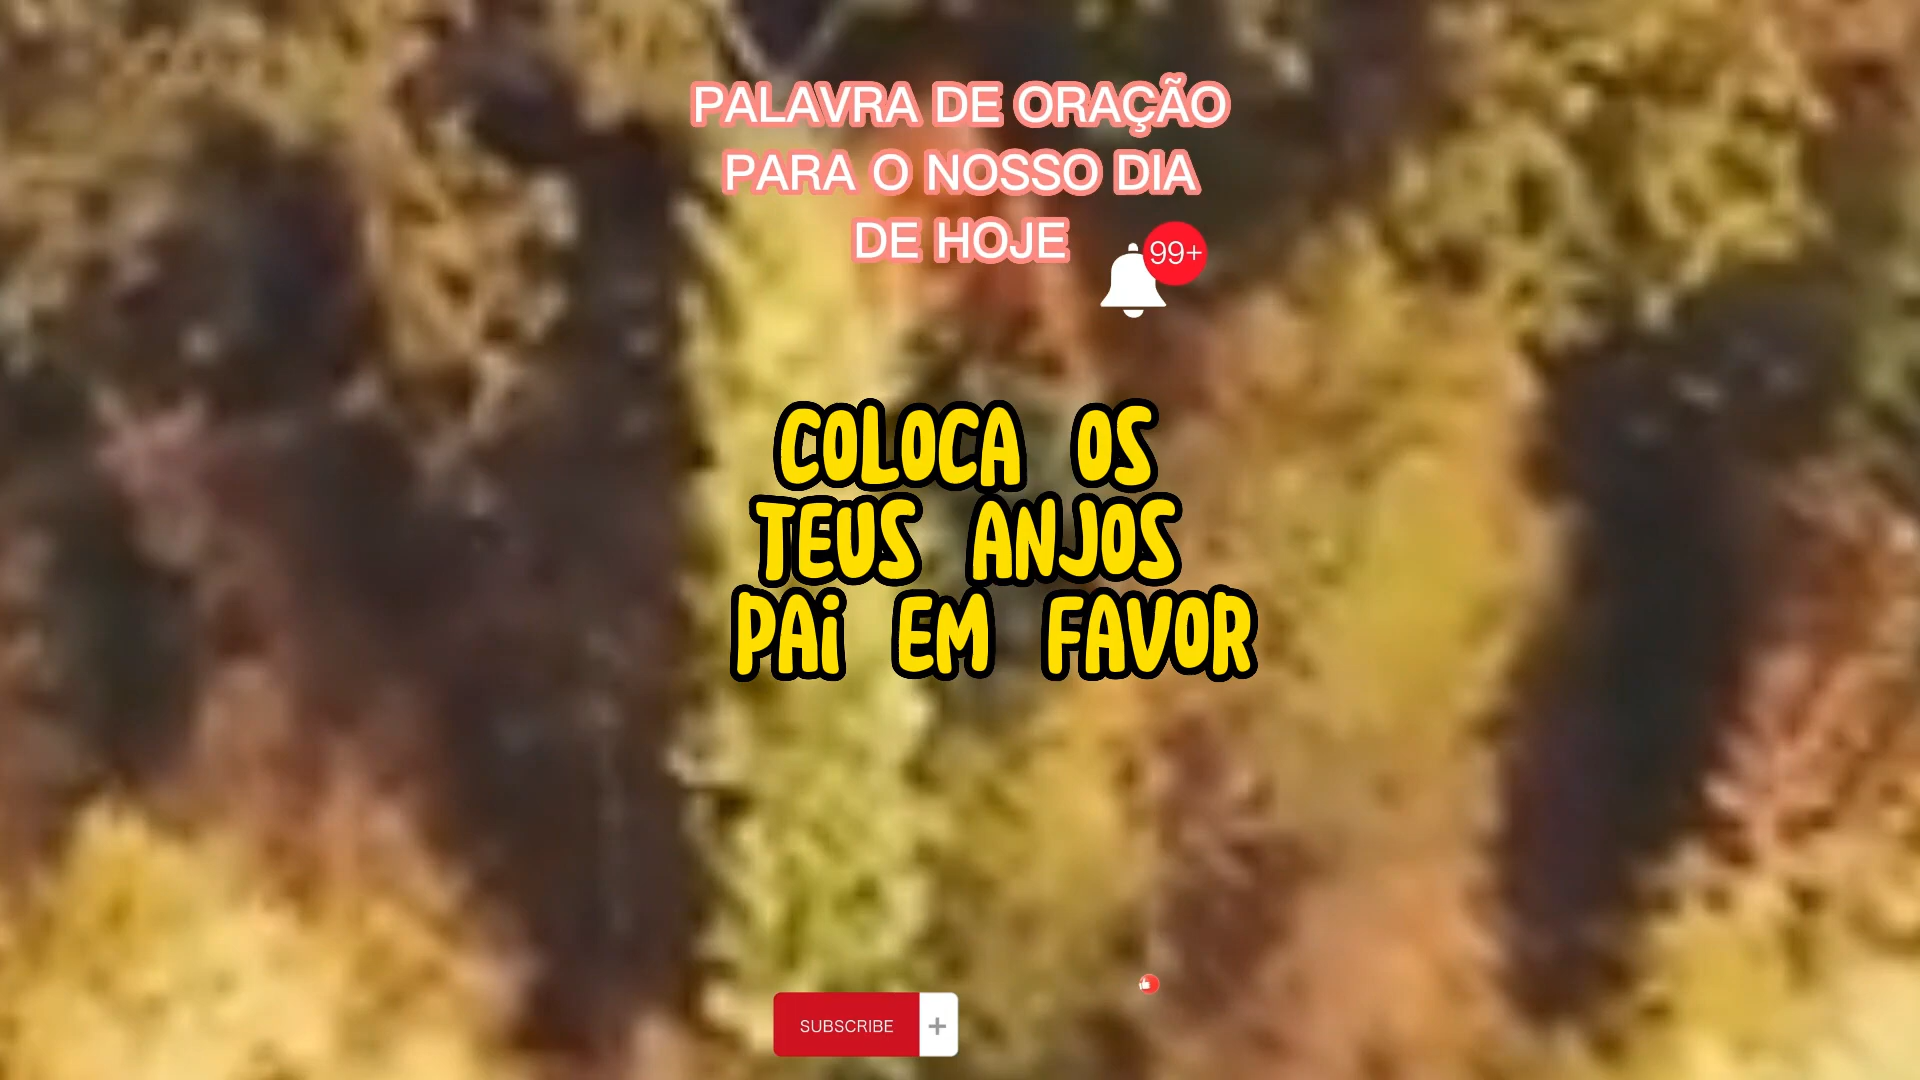 PALAVRA DE ORAÇÃO
PARA O NOSSO DIA
DE HOJE
99+
COLOCA OS
TEUS ANJOS
PAi EM FAVOR
SUBSCRIBE +